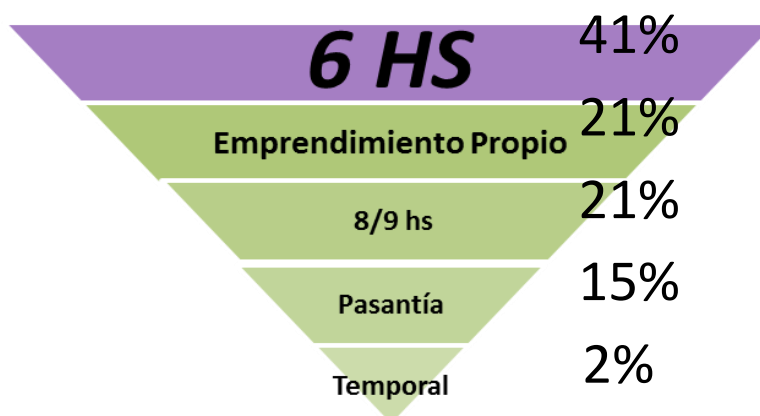 6 HS 41%
Emprendimiento Propio 21%
8/9 hs 21%
Pasantía 15%
Temporal 2%